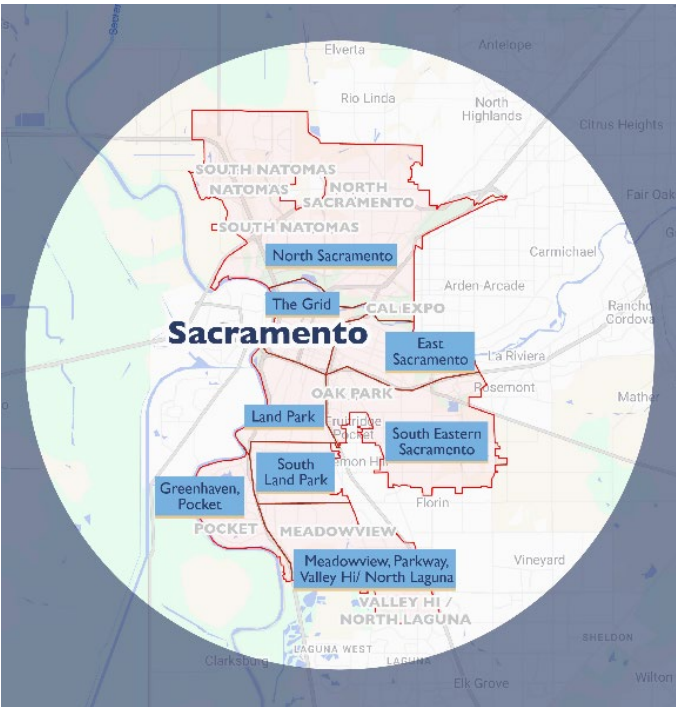 Elverta
Antelope
Rio Linda
North
Highlands
Citrus Heights
SOUTH NATOMAS
NATOMAS
NORTH
SACRAMENTO
Fair Oak
SOUTH NATOMAS
North Sacramento
Carmichael
Arden-Arcade
The Grid
CAL EXPO
Rancho
Cordova
Sacramento
East
Sacramento
La Riviera
Rosemont
Mather
OAK PARK
Land Park
Fruitridge
Pocket
South Eastern
Sacramento
South
Land Park
Greenhaven,
Pocket
Florin
POCKET
MEADOWVIEW
Meadowview, Parkway,
Valley Hi/ North Laguna
Vineyard
VALLEY HI /
NORTH LAGUNA
SHELDON
LAGUNA WEST
Clarksburg
LAGUNA
Elk Grove
Wilton